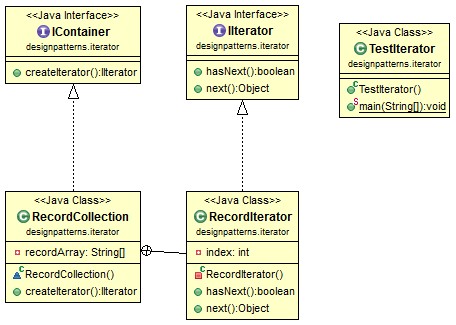 <<Java Interface>>
IContainer
designpatterns.iterator
createIterator():IIterator
<<Java Interface>>
IIterator
designpatterns.iterator
hasNext():boolean
next():Object
<<Java Class>>
TestIterator
designpatterns.iterator
TestIterator()
main(String[]):void
<<Java Class>>
RecordCollection
designpatterns.iterator
recordArray: String[]
RecordCollection()
createIterator():IIterator
<<Java Class>>
RecordIterator
designpatterns.iterator
index: int
RecordIterator()
hasNext():boolean
next():Object